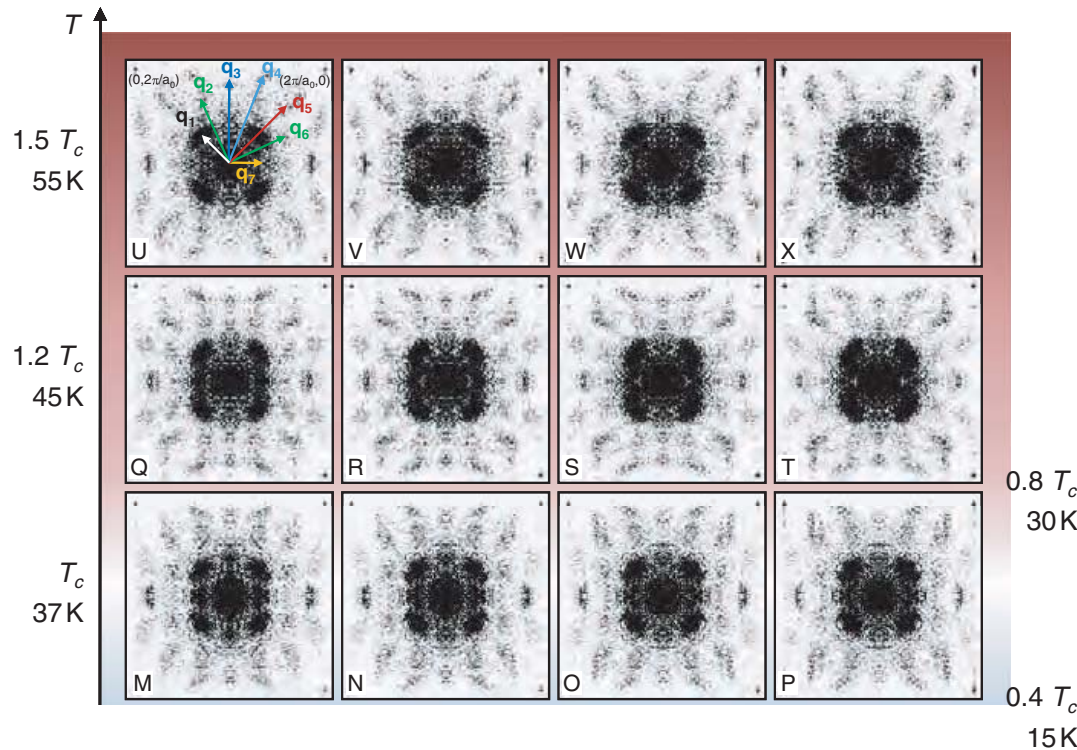 T
(0,2π/a₀) q₃ q₄ (2π/a₀,0)
q₂
q₅
q₁
q₆
q₇
1.5 Tc
55 K
U V W X
1.2 Tc
45 K
Q R S T
0.8 Tc
30 K
Tc
37 K
M N O P
0.4 Tc
15 K